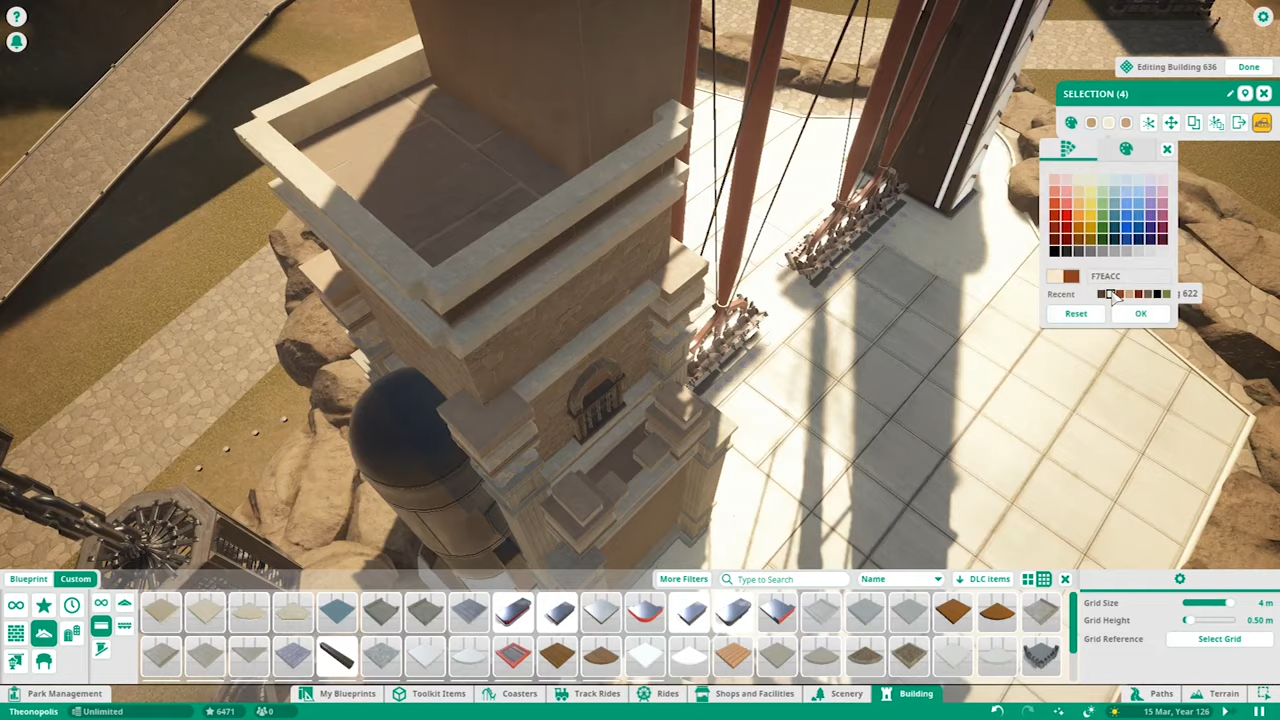 ?
Editing Building 636
Done
SELECTION (4)
F7EACC
Recent
g 622
Reset
OK
Blueprint
Custom
More Filters
Type to Search
Name
DLC items
Grid Size
4 m
Grid Height
0.50 m
Grid Reference
Select Grid
Park Management
My Blueprints
Toolkit Items
Coasters
Track Rides
Rides
Shops and Facilities
Scenery
Building
Paths
Terrain
Theonopolis
Unlimited
6471
0
15 Mar, Year 126